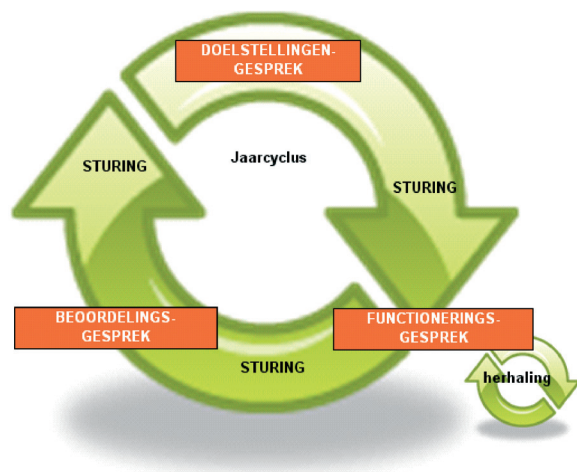 DOELSTELLINGEN-
GESPREK
STURING
Jaarcyclus
STURING
BEOORDELINGS-
GESPREK
FUNCTIONERINGS-
GESPREK
STURING
herhaling